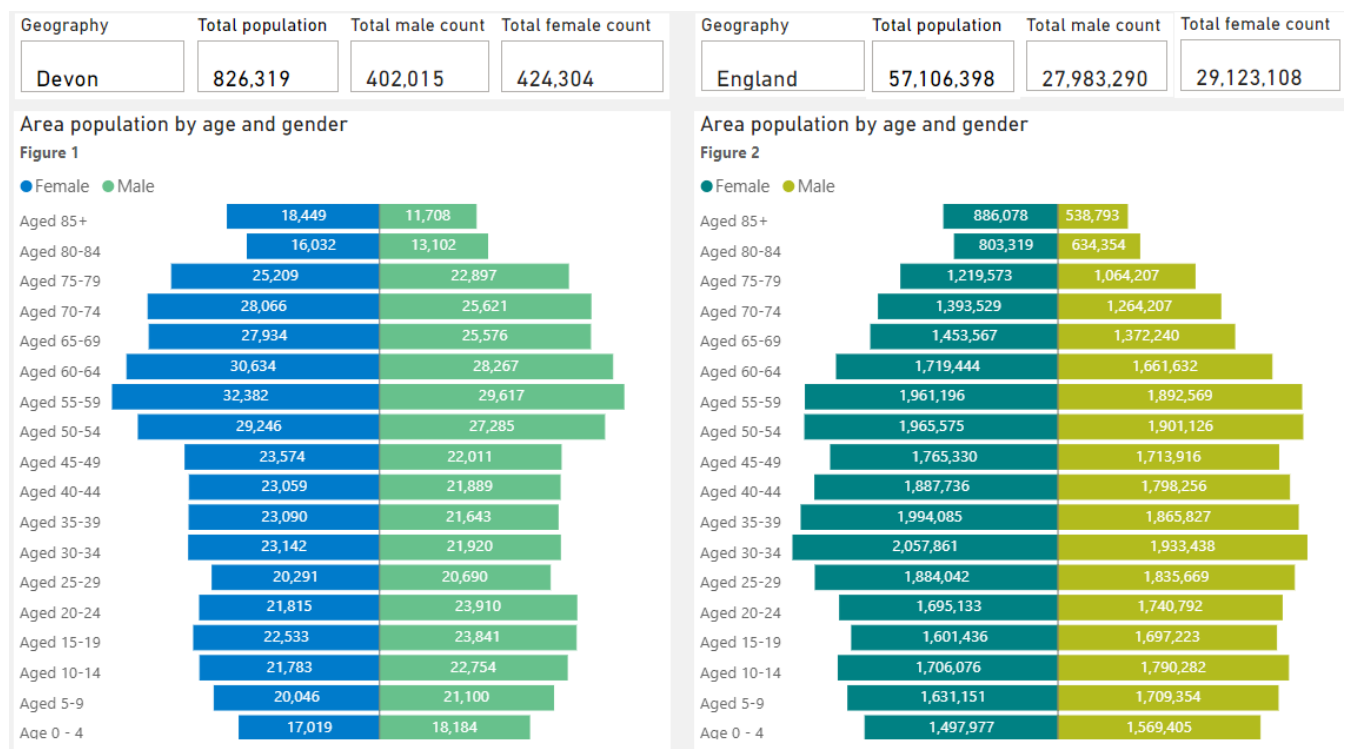 Geography Total population Total male count Total female count
Devon 826,319 402,015 424,304
Area population by age and gender
Figure 1
Female Male
Aged 85+ 18,449 11,708
Aged 80-84 16,032 13,102
Aged 75-79 25,209 22,897
Aged 70-74 28,066 25,621
Aged 65-69 27,934 25,576
Aged 60-64 30,634 28,267
Aged 55-59 32,382 29,617
Aged 50-54 29,246 27,285
Aged 45-49 23,574 22,011
Aged 40-44 23,059 21,889
Aged 35-39 23,090 21,643
Aged 30-34 23,142 21,920
Aged 25-29 20,291 20,690
Aged 20-24 21,815 23,910
Aged 15-19 22,533 23,841
Aged 10-14 21,783 22,754
Aged 5-9 20,046 21,100
Age 0 - 4 17,019 18,184
Geography Total population Total male count Total female count
England 57,106,398 27,983,290 29,123,108
Area population by age and gender
Figure 2
Female Male
Aged 85+ 886,078 538,793
Aged 80-84 803,319 634,354
Aged 75-79 1,219,573 1,064,207
Aged 70-74 1,393,529 1,264,207
Aged 65-69 1,453,567 1,372,240
Aged 60-64 1,719,444 1,661,632
Aged 55-59 1,961,196 1,892,569
Aged 50-54 1,965,575 1,901,126
Aged 45-49 1,765,330 1,713,916
Aged 40-44 1,887,736 1,798,256
Aged 35-39 1,994,085 1,865,827
Aged 30-34 2,057,861 1,933,438
Aged 25-29 1,884,042 1,835,669
Aged 20-24 1,695,133 1,740,792
Aged 15-19 1,601,436 1,697,223
Aged 10-14 1,706,076 1,790,282
Aged 5-9 1,631,151 1,709,354
Age 0 - 4 1,497,977 1,569,405